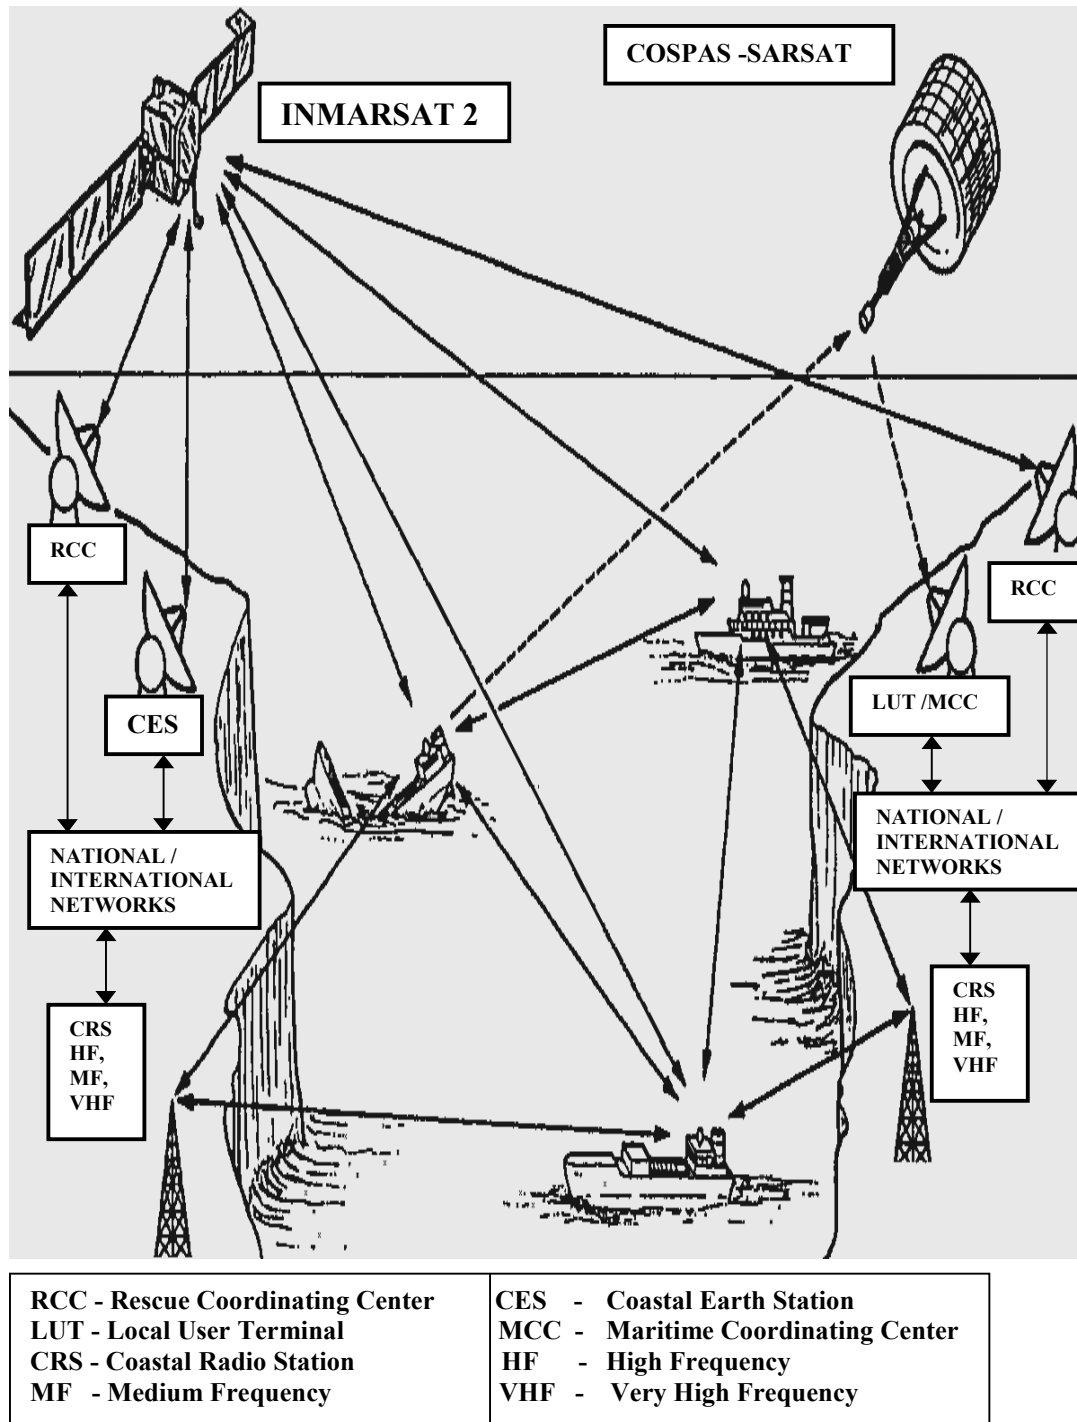 COSPAS -SARSAT
INMARSAT 2
RCC
RCC
CES
LUT /MCC
NATIONAL /
INTERNATIONAL
NETWORKS
NATIONAL /
INTERNATIONAL
NETWORKS
CRS
HF,
MF,
VHF
CRS
HF,
MF,
VHF
RCC - Rescue Coordinating Center
LUT - Local User Terminal
CRS - Coastal Radio Station
MF - Medium Frequency
CES - Coastal Earth Station
MCC - Maritime Coordinating Center
HF - High Frequency
VHF - Very High Frequency